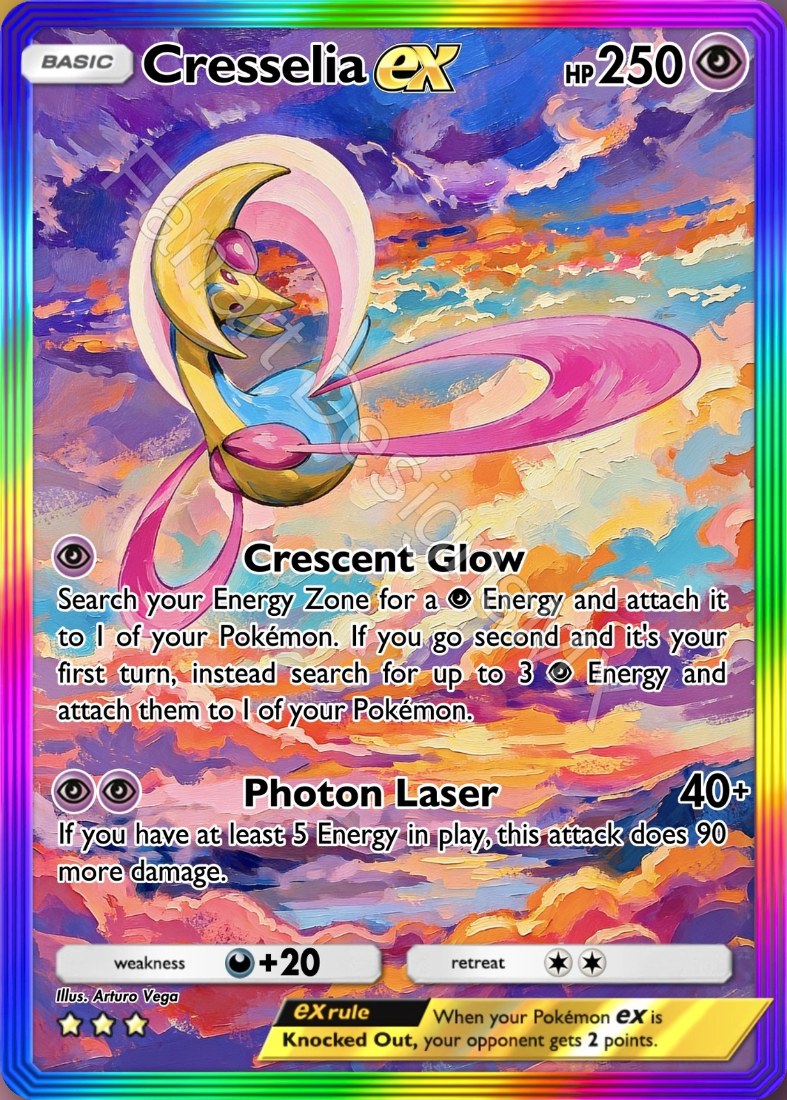 BASIC Cresselia ex HP 250
Crescent Glow
Search your Energy Zone for a Energy and attach it
to 1 of your Pokémon. If you go second and it's your
first turn, instead search for up to 3 Energy and
attach them to 1 of your Pokémon.
Photon Laser 40+
If you have at least 5 Energy in play, this attack does 90
more damage.
weakness +20 retreat
Illus. Arturo Vega
ex rule When your Pokémon ex is
Knocked Out, your opponent gets 2 points.